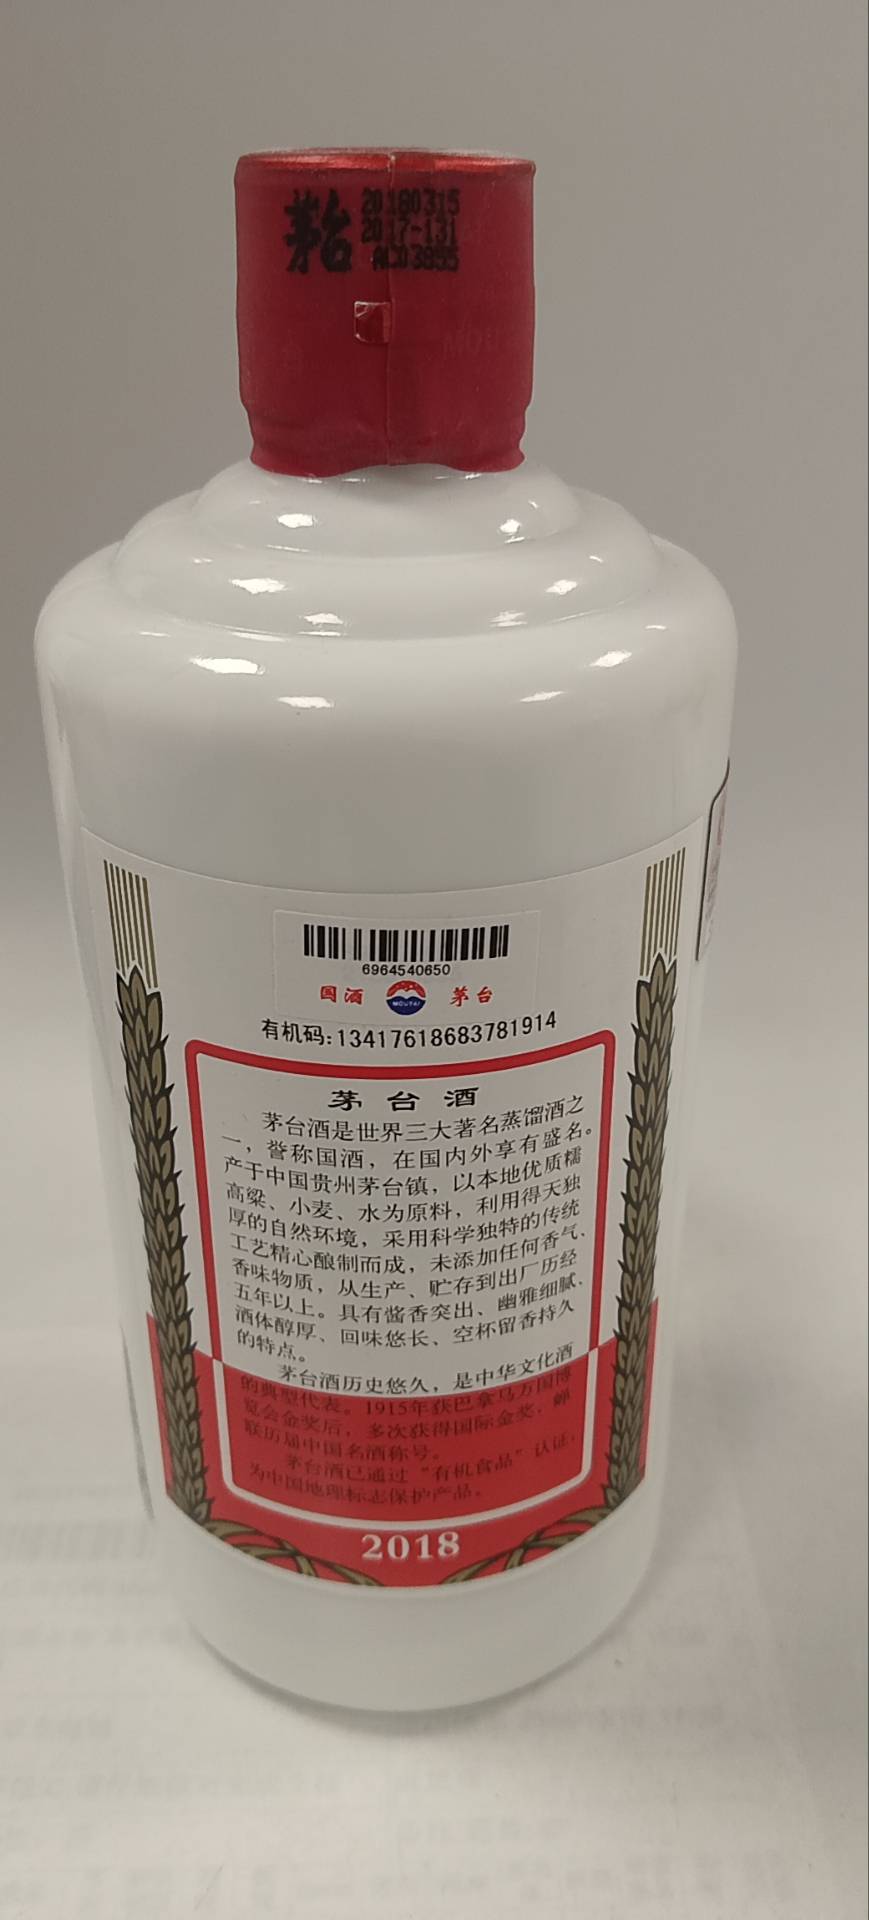 茅台
20180315
2017-131
ACD3855
6964540650
国酒 MOUTAI 茅台
有机码:13417618683781914
茅台酒
茅台酒是世界三大著名蒸馏酒之
一，誉称国酒，在国内外享有盛名。
产于中国贵州茅台镇，以本地优质糯
高粱、小麦、水为原料，利用得天独
厚的自然环境，采用科学独特的传统
工艺精心酿制而成，未添加任何香气、
香味物质，从生产、贮存到出厂历经
五年以上。具有酱香突出、幽雅细腻、
酒体醇厚、回味悠长、空杯留香持久
的特点。
茅台酒历史悠久，是中华文化酒
的典型代表。1915年获巴拿马万国博
览会金奖后，多次获得国际金奖，蝉
联历届中国名酒称号。
茅台酒已通过“有机食品”认证，
为中国地理标志保护产品。
2018